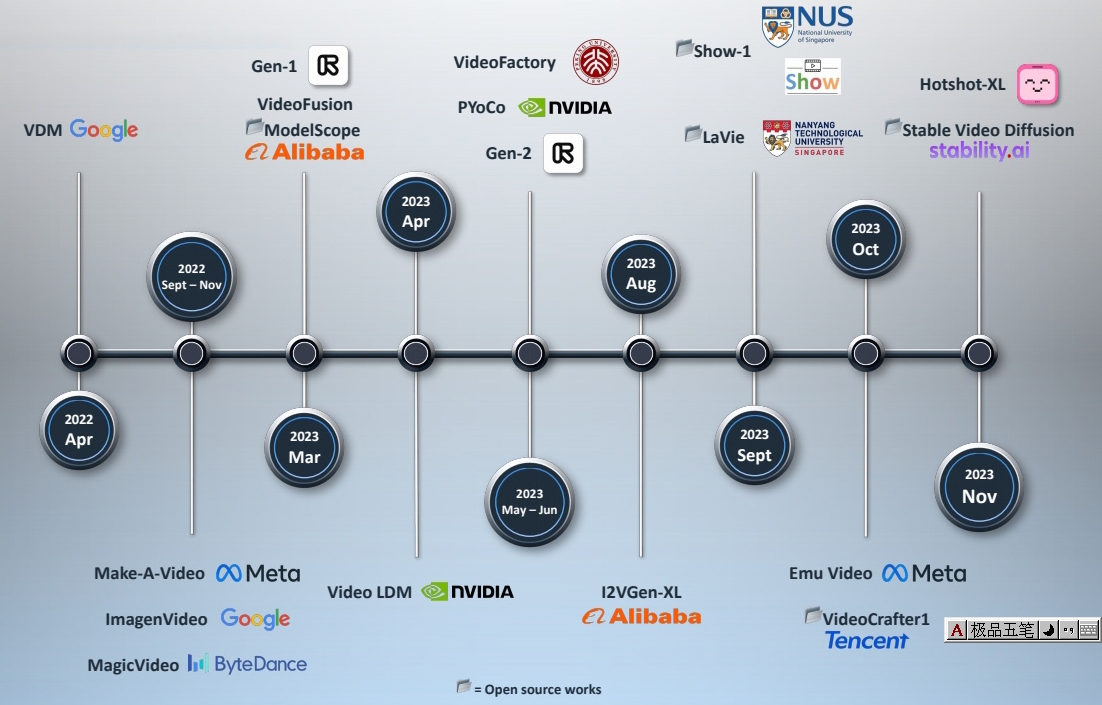 VDM Google
Gen-1
VideoFusion
ModelScope
Alibaba
VideoFactory
PYoCo NVIDIA
Gen-2
NUS
National University
of Singapore
Show-1
Show
LaVie
NANYANG
TECHNOLOGICAL
UNIVERSITY
SINGAPORE
Hotshot-XL
Stable Video Diffusion
stability.ai
2022
Apr
2022
Sept – Nov
2023
Mar
2023
Apr
2023
May – Jun
2023
Aug
2023
Sept
2023
Oct
2023
Nov
Make-A-Video Meta
ImagenVideo Google
MagicVideo ByteDance
Video LDM NVIDIA
I2VGen-XL
Alibaba
Emu Video Meta
VideoCrafter1
Tencent
A 极品五笔
= Open source works